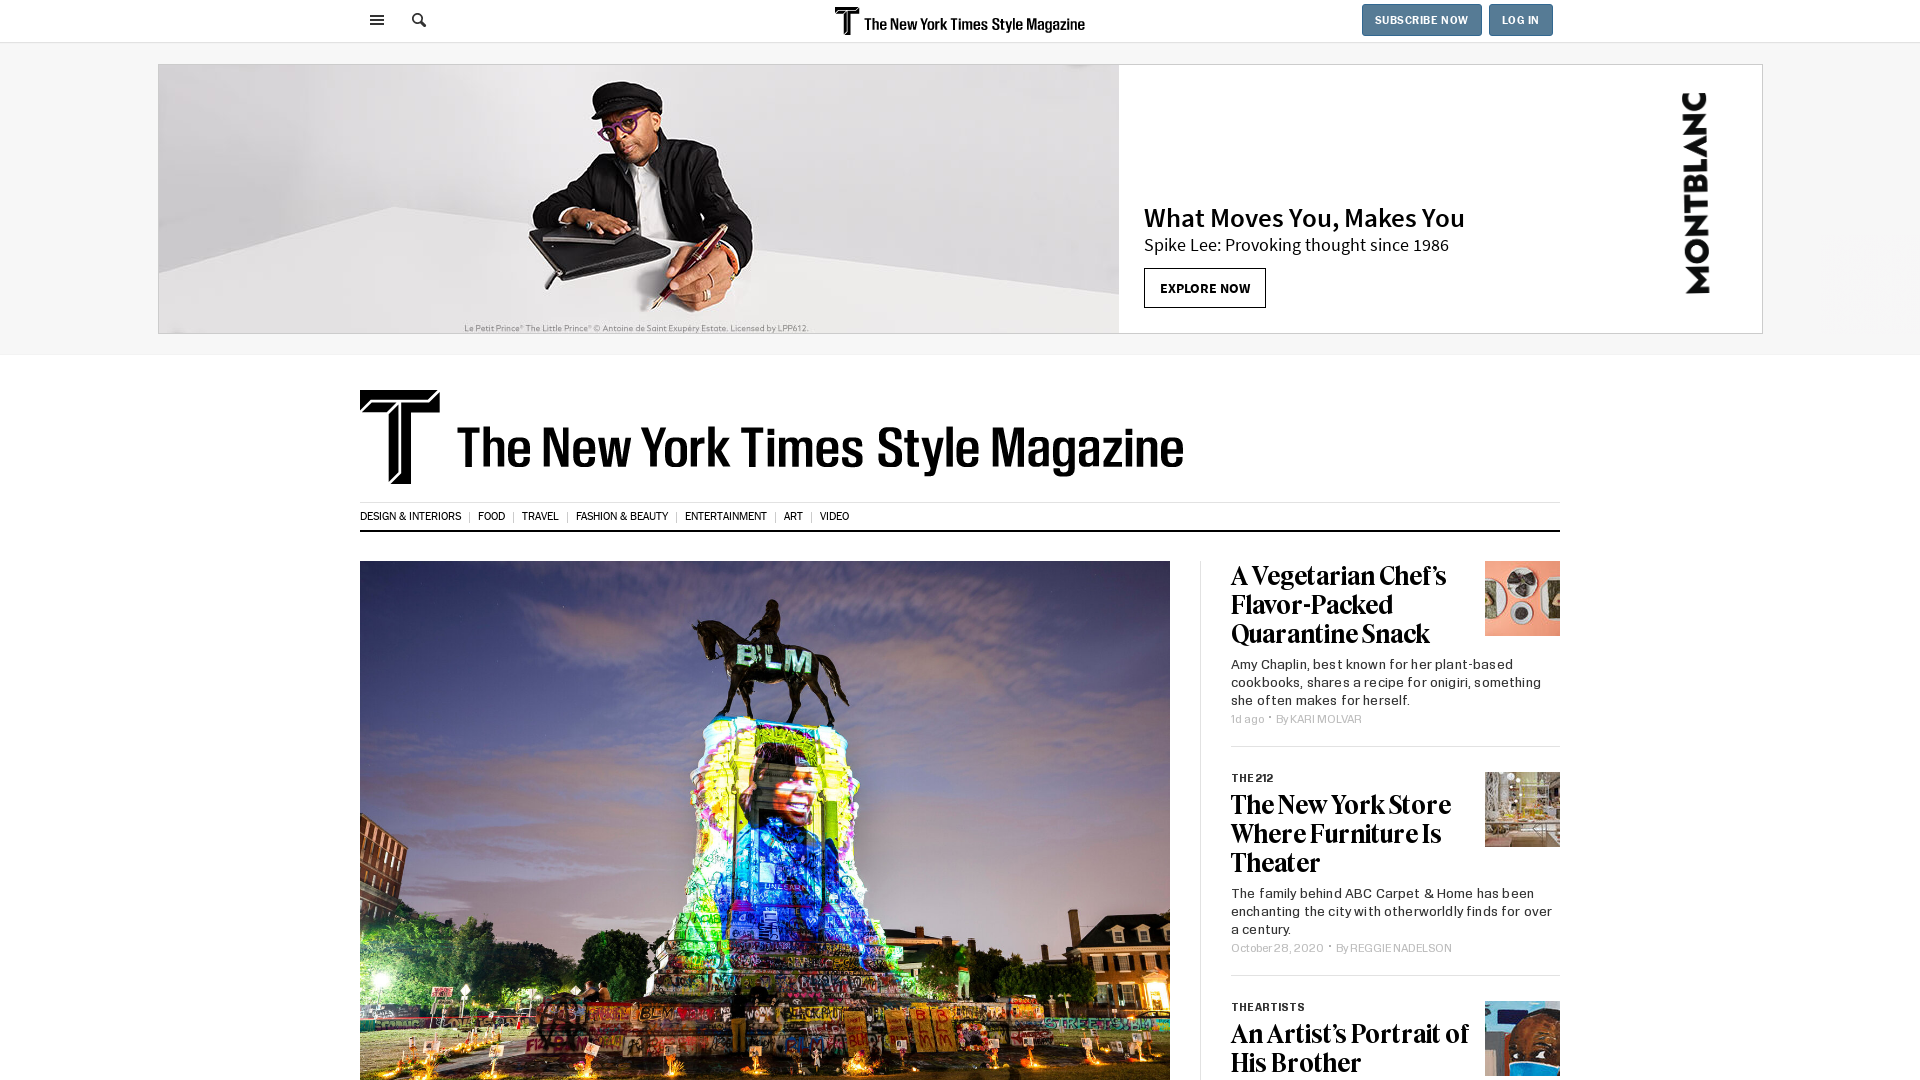 The New York Times Style Magazine
SUBSCRIBE NOW
LOG IN
What Moves You, Makes You
Spike Lee: Provoking thought since 1986
EXPLORE NOW
MONTBLANC
Le Petit Prince® The Little Prince® © Antoine de Saint Exupéry Estate. Licensed by LPP612.
T The New York Times Style Magazine
DESIGN & INTERIORS
FOOD
TRAVEL
FASHION & BEAUTY
ENTERTAINMENT
ART
VIDEO
BLM
BLACK
BLM
A Vegetarian Chef’s
Flavor-Packed
Quarantine Snack
Amy Chaplin, best known for her plant-based
cookbooks, shares a recipe for onigiri, something
she often makes for herself.
1d ago · By KARI MOLVAR
THE 212
The New York Store
Where Furniture Is
Theater
The family behind ABC Carpet & Home has been
enchanting the city with otherworldly finds for over
a century.
October 28, 2020 · By REGGIE NADELSON
THE ARTISTS
An Artist’s Portrait of
His Brother